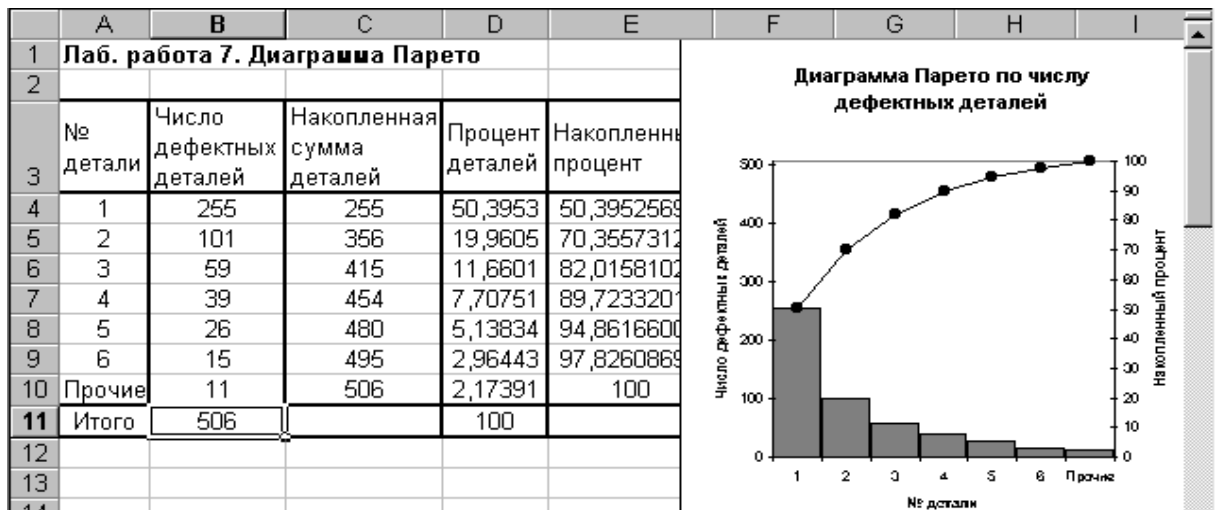 A B C D E F G H I
1 Лаб. работа 7. Диаграмма Парето
2
3 № детали Число дефектных деталей Накопленная сумма деталей Процент деталей Накопленны процент
4 1 255 255 50,3953 50,3952569
5 2 101 356 19,9605 70,3557312
6 3 59 415 11,6601 82,0158102
7 4 39 454 7,70751 89,7233201
8 5 26 480 5,13834 94,8616600
9 6 15 495 2,96443 97,8260869
10 Прочие 11 506 2,17391 100
11 Итого 506 100
12
13
14
Диаграмма Парето по числу
дефектных деталей
Число дефектных деталей
500
400
300
200
100
0
100
90
80
70
60
50
40
30
20
10
0
Накопленный процент
1 2 3 4 5 6 Прочие
№ детали